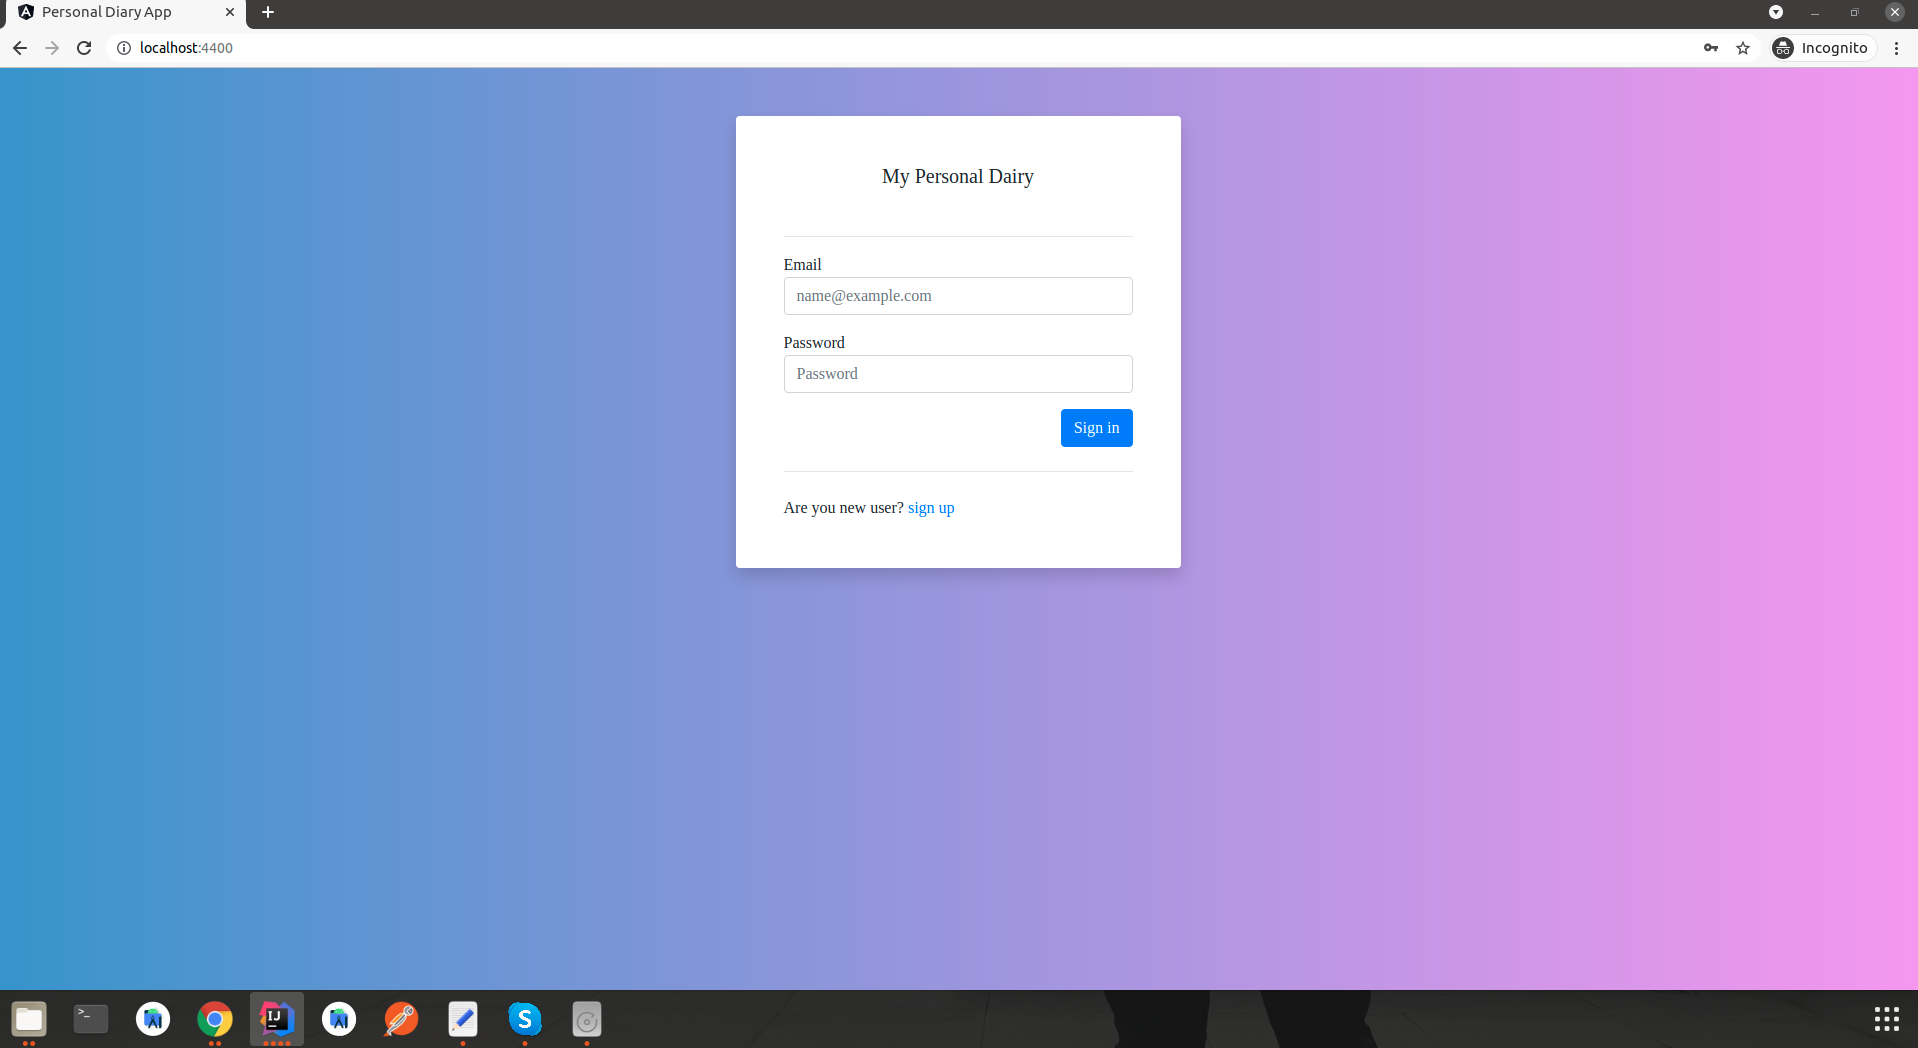 Personal Diary App
localhost:4400
Incognito
My Personal Dairy
Email
name@example.com
Password
Password
Sign in
Are you new user? sign up
>_
IJ
S